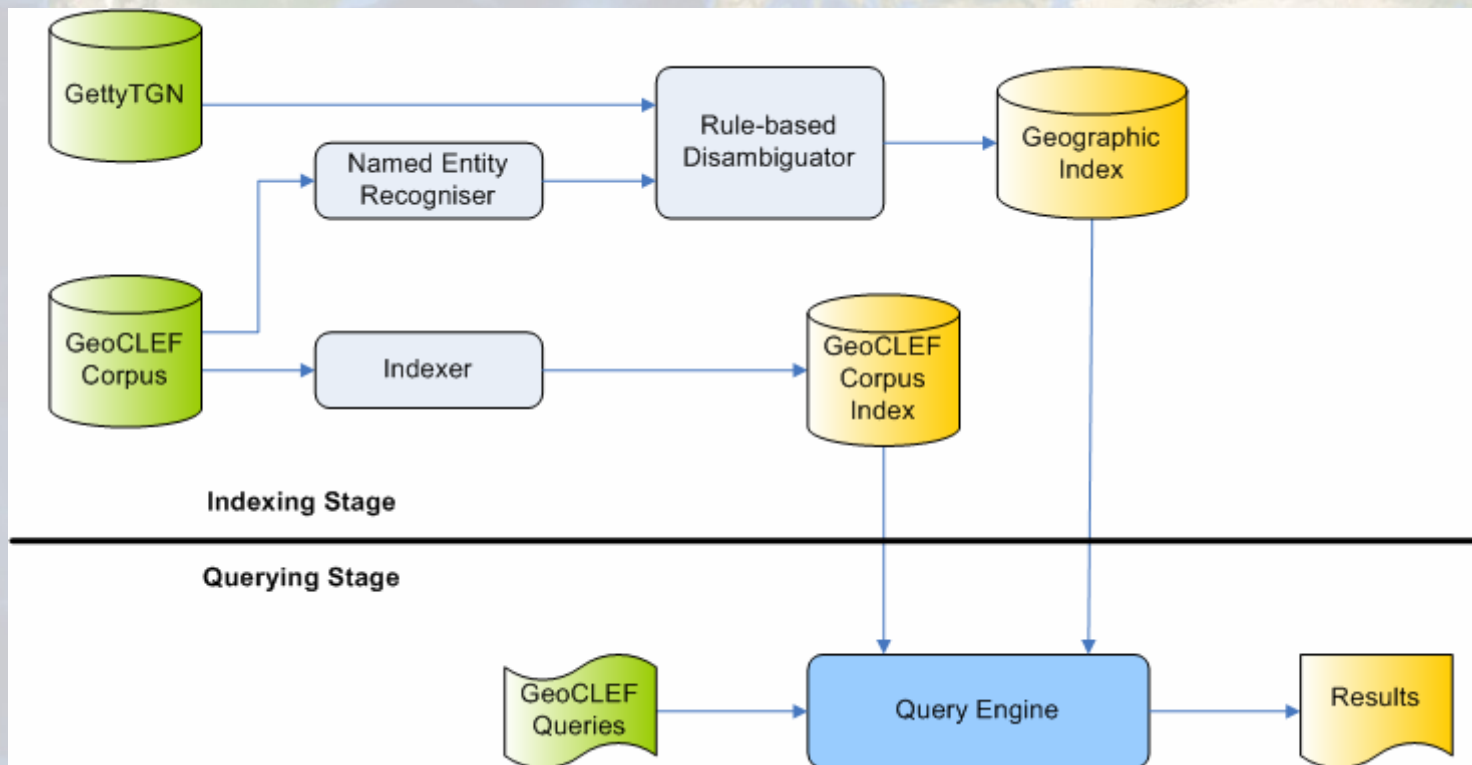 GettyTGN
Named Entity
Recogniser
Rule-based
Disambiguator
Geographic
Index
GeoCLEF
Corpus
Indexer
GeoCLEF
Corpus
Index
Indexing Stage
Querying Stage
GeoCLEF
Queries
Query Engine
Results